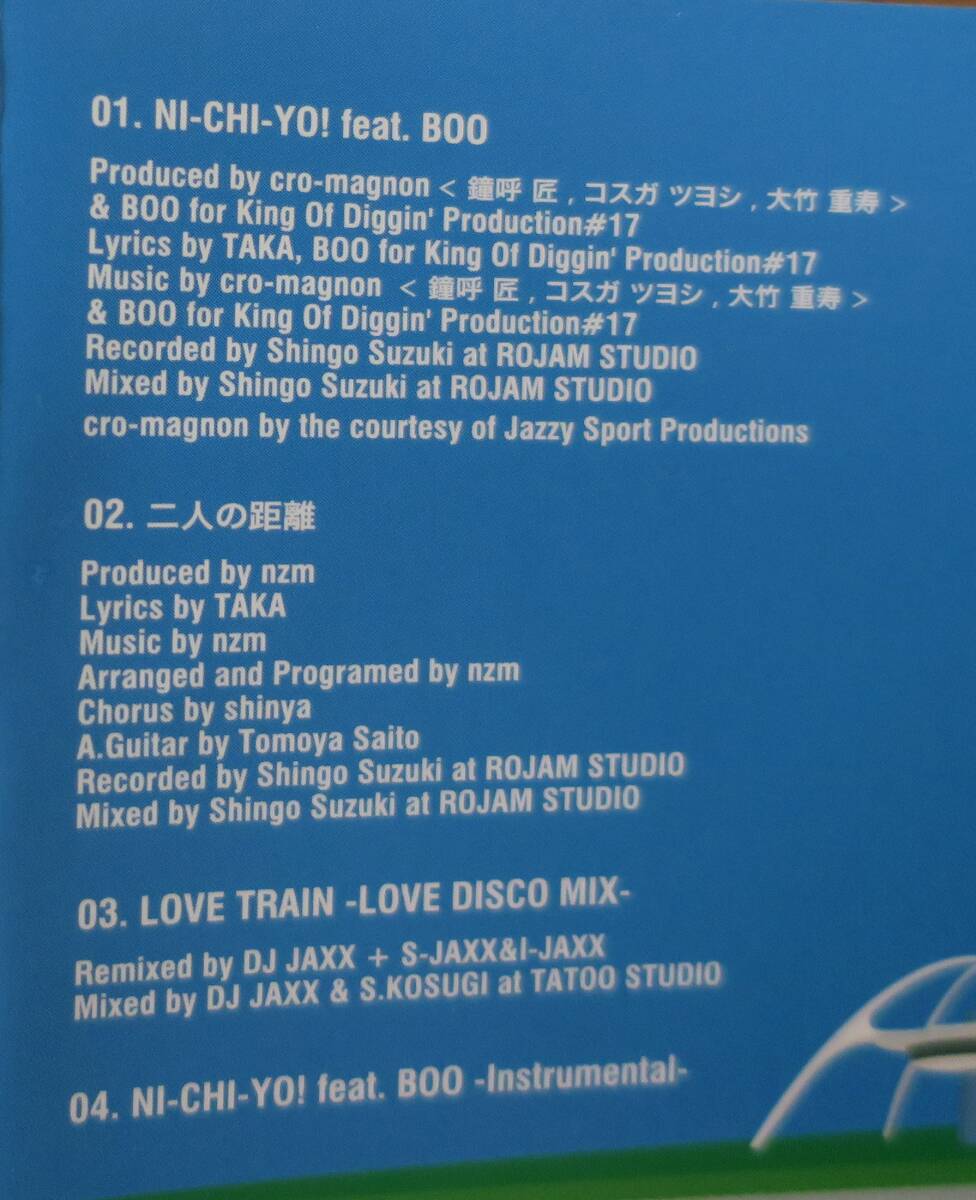 01. NI-CHI-YO! feat. BOO
Produced by cro-magnon < 鐘呼 匠 , コスガ ツヨシ , 大竹 重寿 >
& BOO for King Of Diggin' Production#17
Lyrics by TAKA, BOO for King Of Diggin' Production#17
Music by cro-magnon < 鐘呼 匠 , コスガ ツヨシ , 大竹 重寿 >
& BOO for King Of Diggin' Production#17
Recorded by Shingo Suzuki at ROJAM STUDIO
Mixed by Shingo Suzuki at ROJAM STUDIO
cro-magnon by the courtesy of Jazzy Sport Productions
02. 二人の距離
Produced by nzm
Lyrics by TAKA
Music by nzm
Arranged and Programed by nzm
Chorus by shinya
A.Guitar by Tomoya Saito
Recorded by Shingo Suzuki at ROJAM STUDIO
Mixed by Shingo Suzuki at ROJAM STUDIO
03. LOVE TRAIN -LOVE DISCO MIX-
Remixed by DJ JAXX + S-JAXX&I-JAXX
Mixed by DJ JAXX & S.KOSUGI at TATOO STUDIO
04. NI-CHI-YO! feat. BOO -Instrumental-